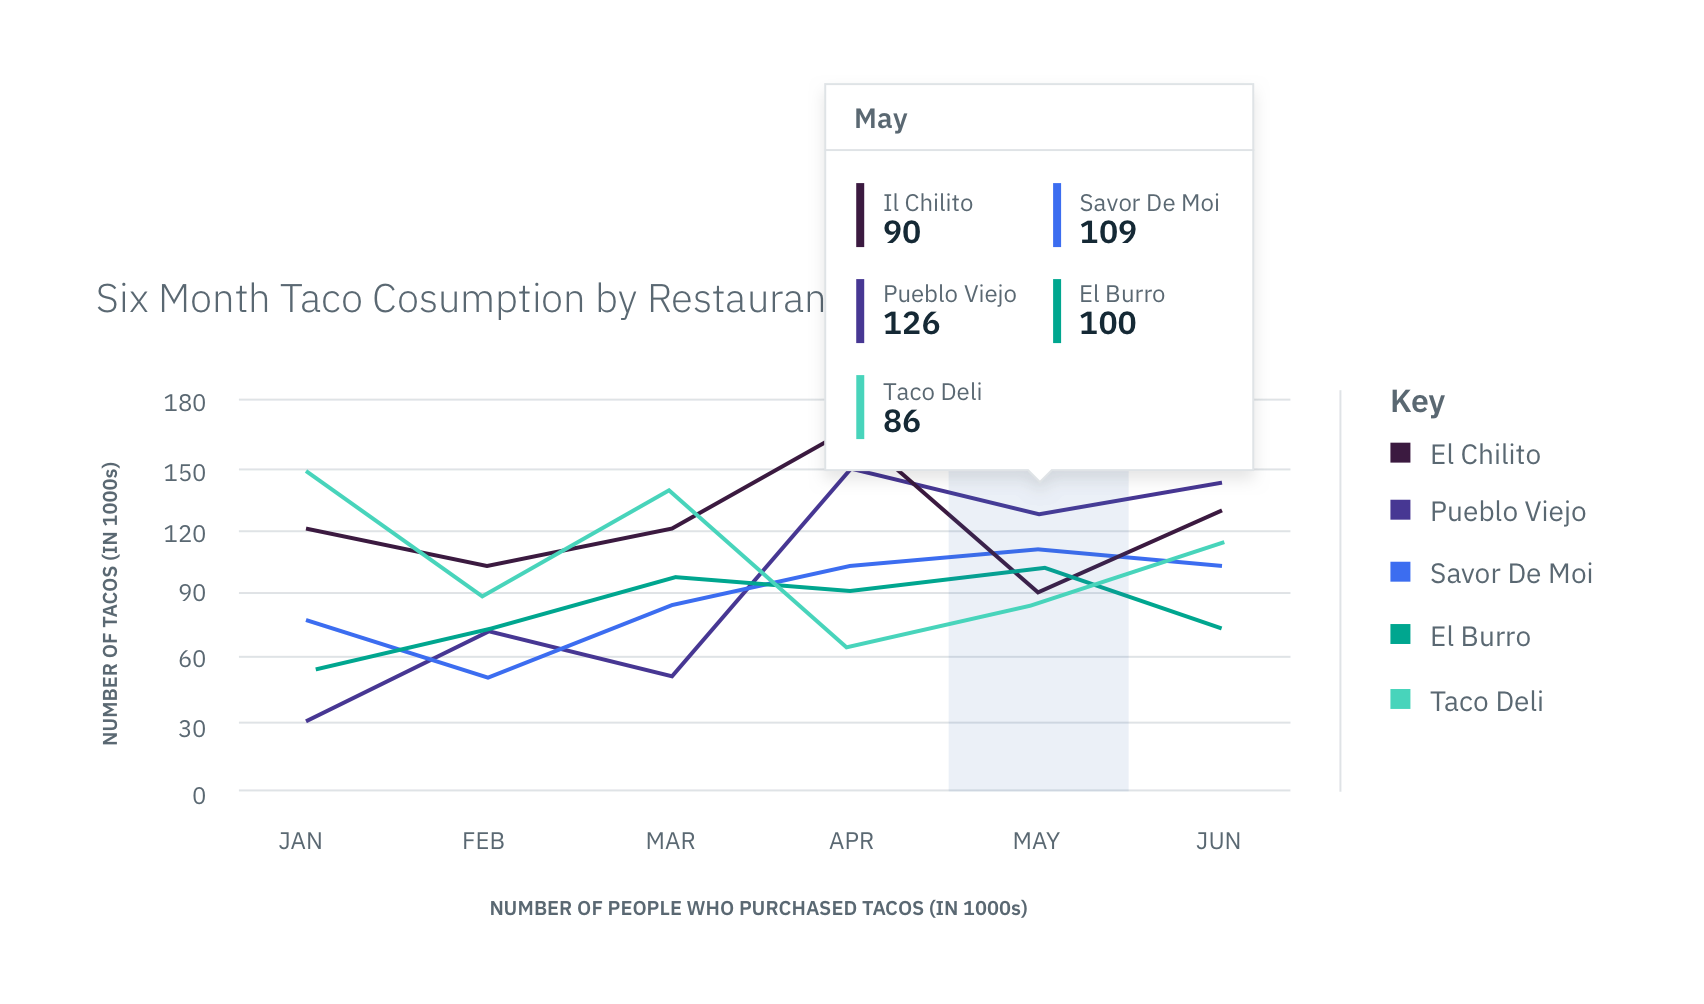 May
Il Chilito
90
Savor De Moi
109
Pueblo Viejo
126
El Burro
100
Taco Deli
86
Six Month Taco Cosumption by Restauran
NUMBER OF TACOS (IN 1000s)
180
150
120
90
60
30
0
JAN
FEB
MAR
APR
MAY
JUN
NUMBER OF PEOPLE WHO PURCHASED TACOS (IN 1000s)
Key
El Chilito
Pueblo Viejo
Savor De Moi
El Burro
Taco Deli